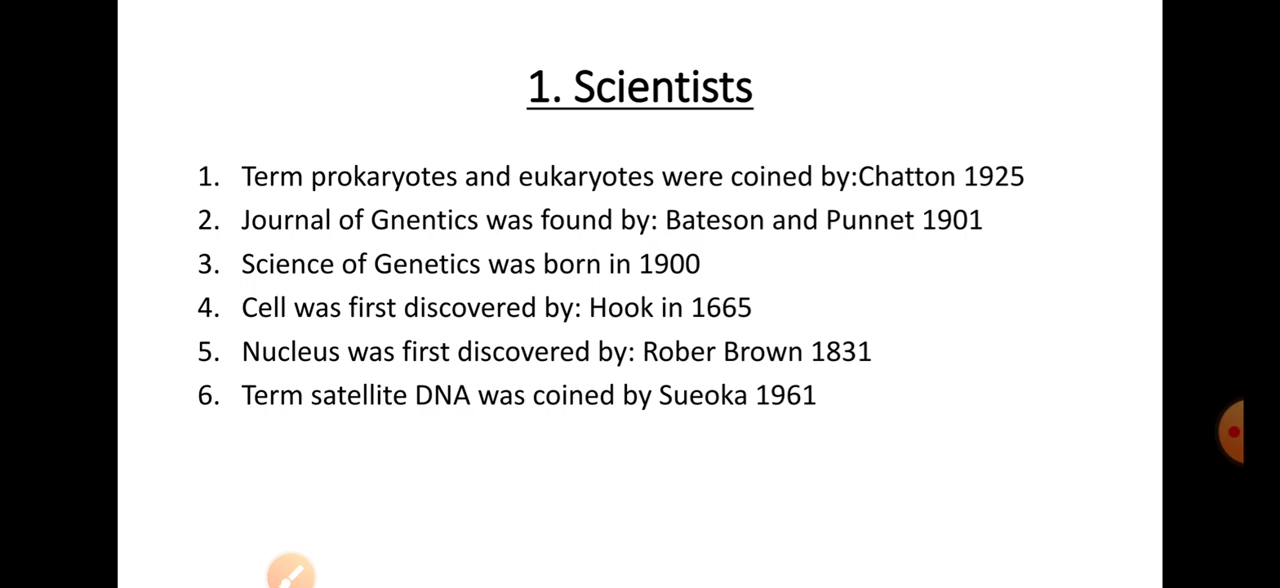 1. Scientists
1. Term prokaryotes and eukaryotes were coined by:Chatton 1925
2. Journal of Gnentics was found by: Bateson and Punnet 1901
3. Science of Genetics was born in 1900
4. Cell was first discovered by: Hook in 1665
5. Nucleus was first discovered by: Rober Brown 1831
6. Term satellite DNA was coined by Sueoka 1961